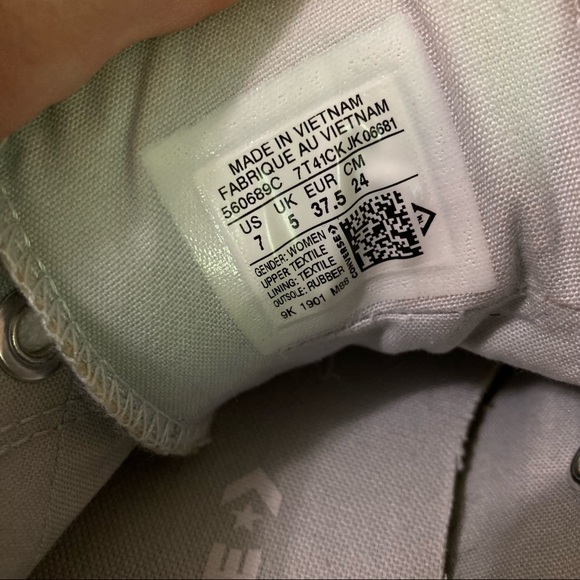 MADE IN VIETNAM
FABRIQUE AU VIETNAM
560689C 7T41CKJK06681
US UK EUR CM
7 5 37.5 24
GENDER: WOMEN
UPPER TEXTILE
LINING: TEXTILE
OUTSOLE: RUBBER
9K 1901 M88
CONVERSE
E